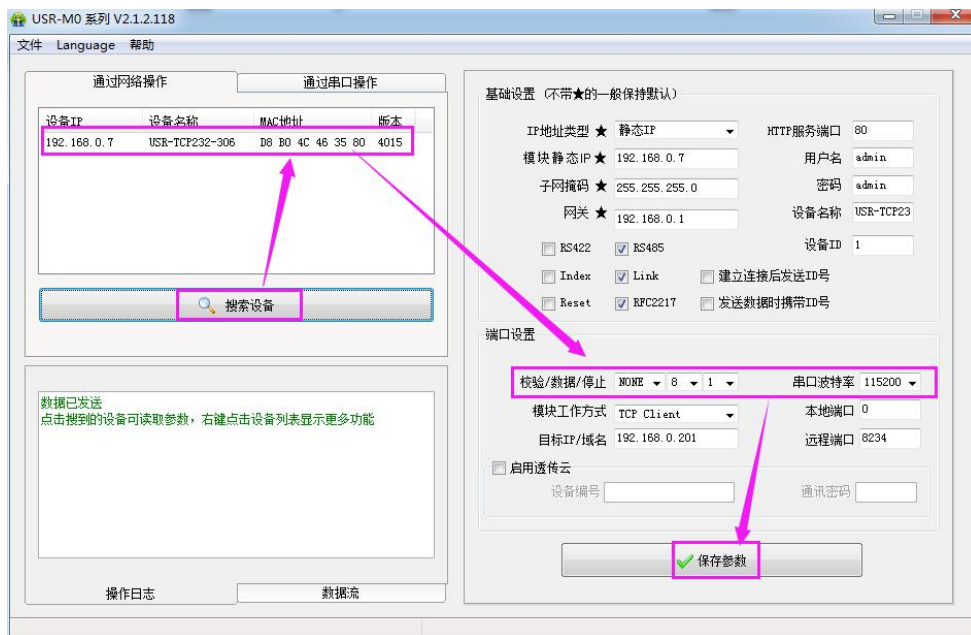 USR-M0 系列 V2.1.2.118
文件 Language 帮助
通过网络操作 通过串口操作
设备IP 设备名称 MAC地址 版本
192.168.0.7 USR-TCP232-306 D8 B0 4C 46 35 80 4015
搜索设备
数据已发送
点击搜到的设备可读取参数，右键点击设备列表显示更多功能
操作日志 数据流
基础设置 (不带★的一般保持默认)
IP地址类型 ★ 静态IP HTTP服务端口 80
模块静态IP★ 192.168.0.7 用户名 admin
子网掩码 ★ 255.255.255.0 密码 admin
网关 ★ 192.168.0.1 设备名称 USR-TCP23
RS422 RS485 设备ID 1
Index Link 建立连接后发送ID号
Reset RFC2217 发送数据时携带ID号
端口设置
校验/数据/停止 NONE 8 1 串口波特率 115200
模块工作方式 TCP Client 本地端口 0
目标IP/域名 192.168.0.201 远程端口 8234
启用透传云
设备编号 通讯密码
保存参数